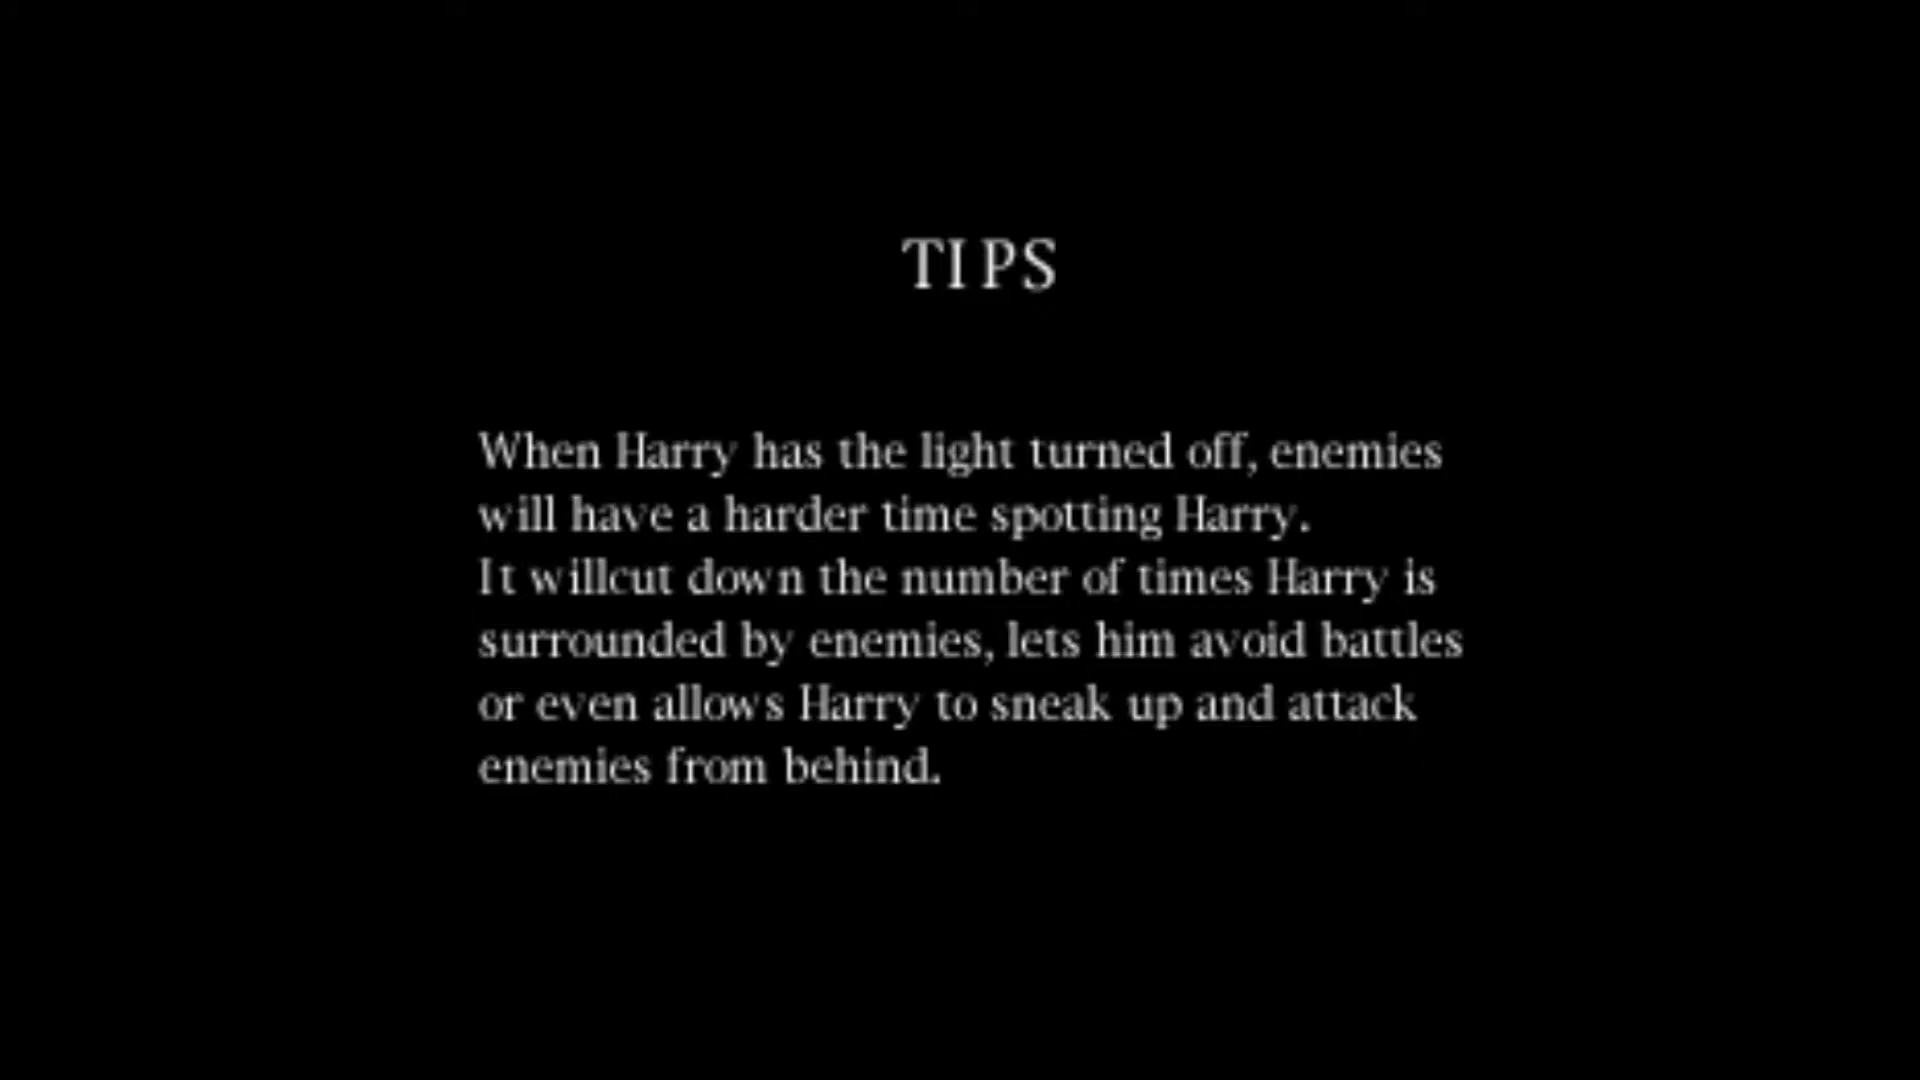 TIPS
When Harry has the light turned off, enemies
will have a harder time spotting Harry.
It willcut down the number of times Harry is
surrounded by enemies, lets him avoid battles
or even allows Harry to sneak up and attack
enemies from behind.